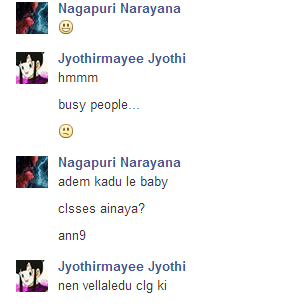 Nagapuri Narayana
Jyothirmayee Jyothi
hmmm
busy people...
Nagapuri Narayana
adem kadu le baby
clsses ainaya?
ann9
Jyothirmayee Jyothi
nen vellaledu clg ki